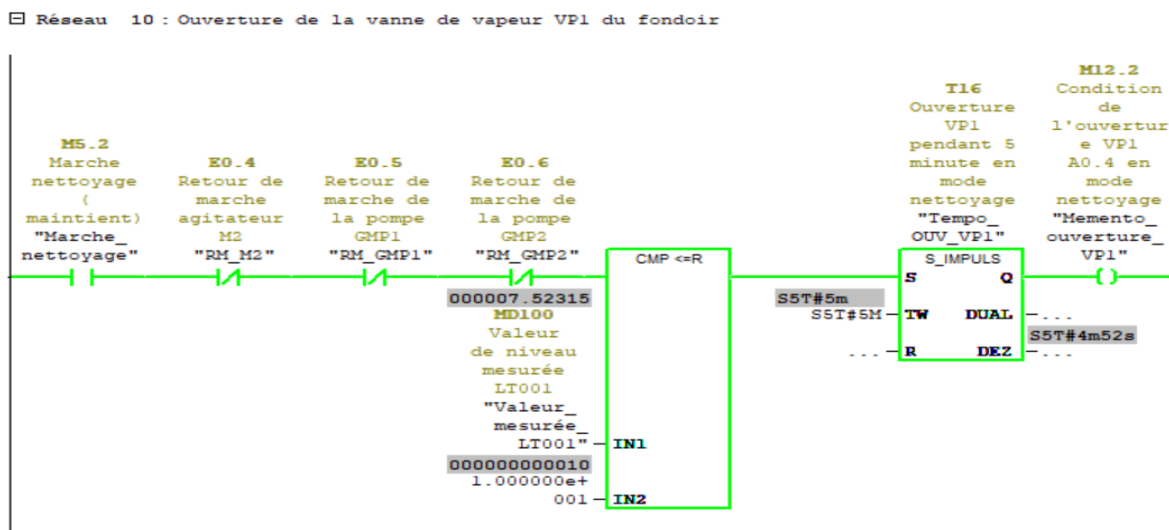 Réseau 10 : Ouverture de la vanne de vapeur VP1 du fondoir
M5.2
Marche
nettoyage
(
maintient)
"Marche_
nettoyage"
E0.4
Retour de
marche
agitateur
M2
"RM_M2"
E0.5
Retour de
marche de
la pompe
GMP1
"RM_GMP1"
E0.6
Retour de
marche de
la pompe
GMP2
"RM_GMP2"
000007.52315
MD100
Valeur
de niveau
mesurée
LT001
"Valeur_
mesurée_
LT001"
000000000010
1.000000e+
001
CMP <=R
IN1
IN2
T16
Ouverture
VP1
pendant 5
minute en
mode
nettoyage
"Tempo_
OUV_VP1"
S_IMPULS
S Q
S5T#5m
S5T#5M TW DUAL ...
S5T#4m52s
... R DEZ ...
M12.2
Condition
de
l'ouvertur
e VP1
A0.4 en
mode
nettoyage
"Memento_
ouverture_
VP1"